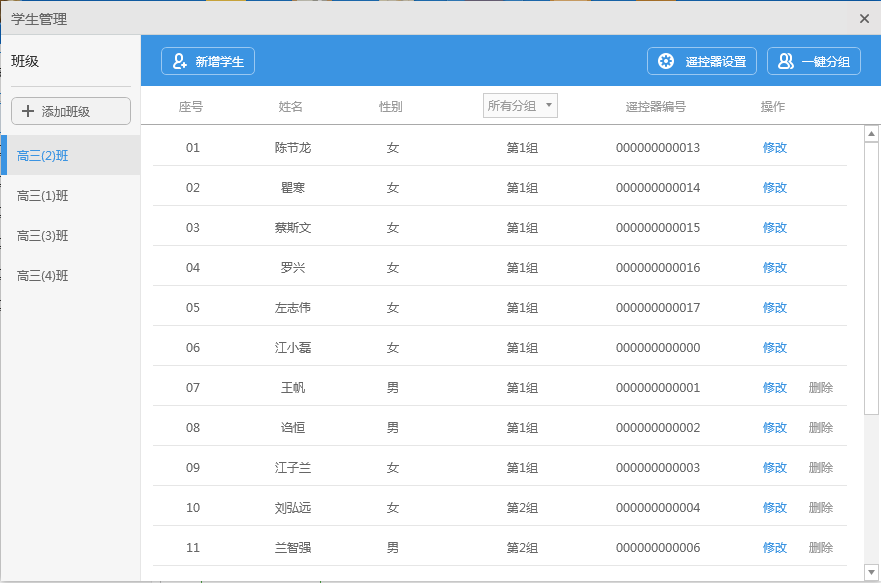 学生管理
班级
新增学生
遥控器设置
一键分组
添加班级
高三(2)班
高三(1)班
高三(3)班
高三(4)班
座号 姓名 性别 所有分组 遥控器编号 操作
01 陈节龙 女 第1组 000000000013 修改
02 瞿寒 女 第1组 000000000014 修改
03 蔡斯文 女 第1组 000000000015 修改
04 罗兴 女 第1组 000000000016 修改
05 左志伟 女 第1组 000000000017 修改
06 江小磊 女 第1组 000000000000 修改
07 王帆 男 第1组 000000000001 修改 删除
08 诌恒 男 第1组 000000000002 修改 删除
09 江子兰 女 第1组 000000000003 修改 删除
10 刘弘远 女 第2组 000000000004 修改 删除
11 兰智强 男 第2组 000000000006 修改 删除